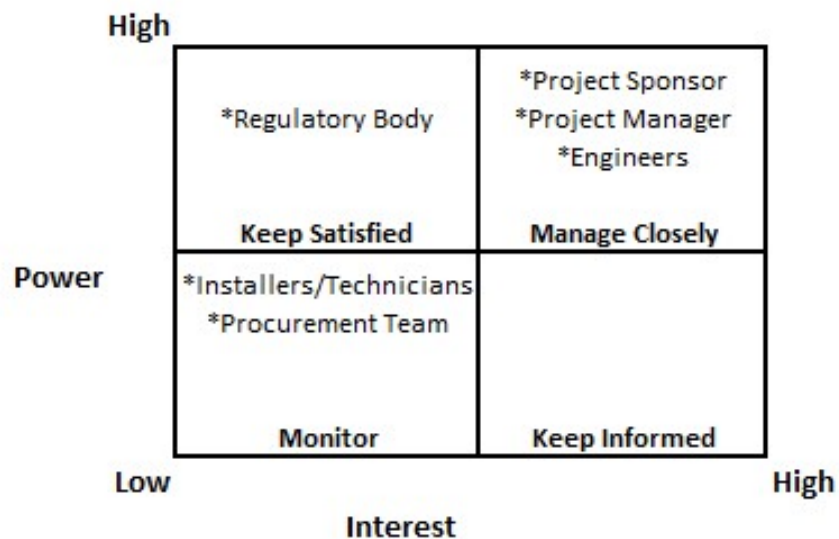 High
*Regulatory Body
Keep Satisfied
*Project Sponsor
*Project Manager
*Engineers
Manage Closely
Power
*Installers/Technicians
*Procurement Team
Monitor
Keep Informed
Low
High
Interest